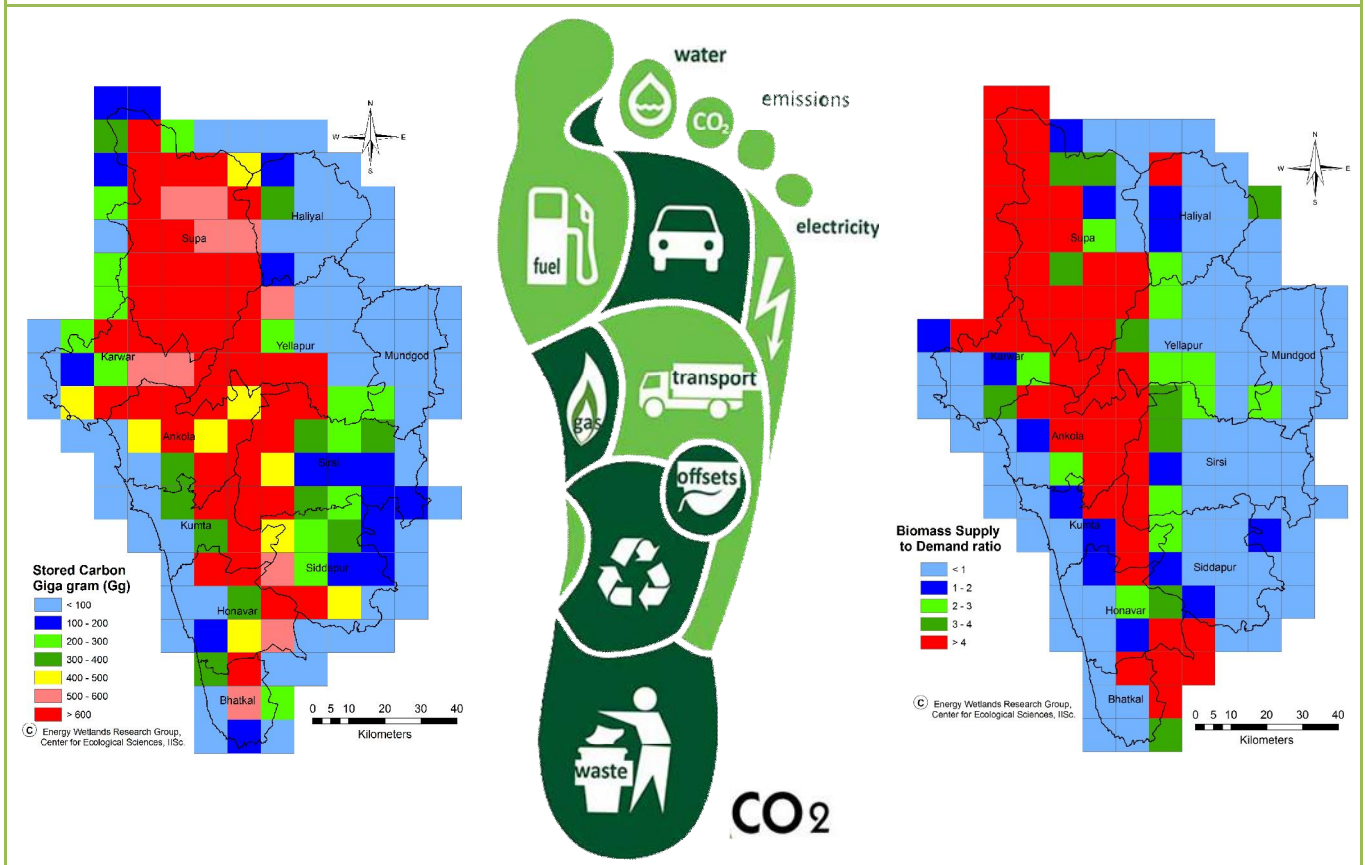 N
W
E
S
Haliyal
Supa
Yellapur
Mundgod
Karwar
Ankola
Sirsi
Kumta
Siddapur
Honavar
Bhatkal
Stored Carbon
Giga gram (Gg)
< 100
100 - 200
200 - 300
300 - 400
400 - 500
500 - 600
> 600
C Energy Wetlands Research Group,
Center for Ecological Sciences, IISc.
0 5 10 20 30 40
Kilometers
water
emissions
CO2
electricity
fuel
transport
gas
offsets
waste
CO2
N
W
E
S
Haliyal
Supa
Yellapur
Mundgod
Karwar
Ankola
Sirsi
Kumta
Siddapur
Honavar
Bhatkal
Biomass Supply
to Demand ratio
< 1
1 - 2
2 - 3
3 - 4
> 4
C Energy Wetlands Research Group,
Center for Ecological Sciences, IISc.
0 5 10 20 30 40
Kilometers